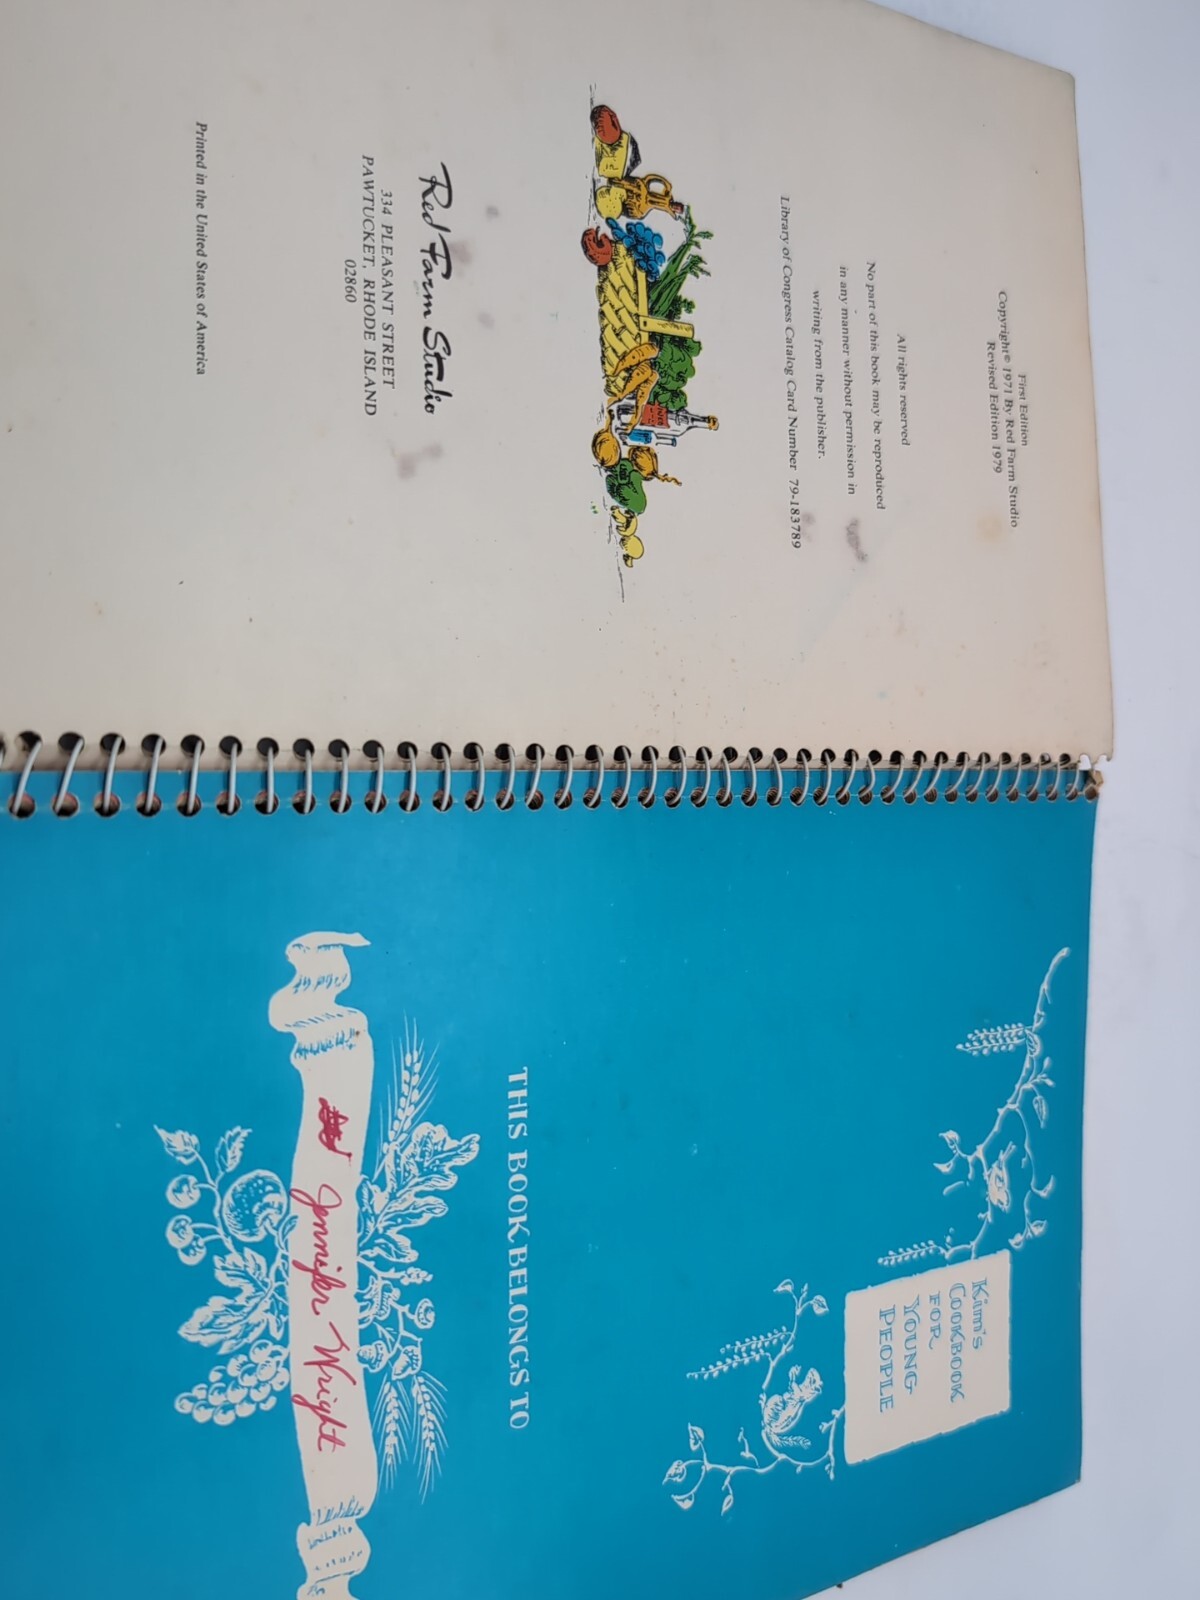 First Edition
Copyright © 1971 By Red Farm Studio
Revised Edition 1979
All rights reserved
No part of this book may be reproduced
in any manner without permission in
writing from the publisher.
Library of Congress Catalog Card Number 79-183789
Red Farm Studio
334 PLEASANT STREET
PAWTUCKET, RHODE ISLAND
02860
Printed in the United States of America
Kim's
COOKBOOK
FOR
YOUNG
PEOPLE
THIS BOOK BELONGS TO
Jennifer Wright